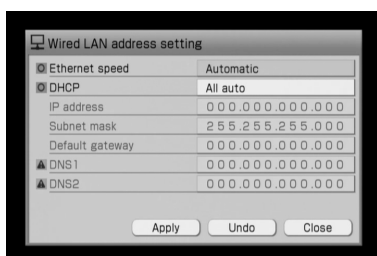 Wired LAN address setting
Ethernet speed Automatic
DHCP All auto
IP address 000.000.000.000
Subnet mask 255.255.255.000
Default gateway 000.000.000.000
DNS1 000.000.000.000
DNS2 000.000.000.000
Apply Undo Close